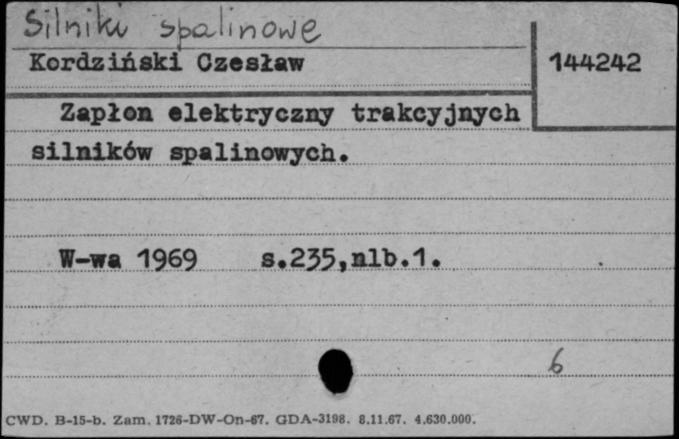 Silniki spalinowe
Kordziński Czesław
144242
Zapłon elektryczny trakcyjnych
silników spalinowych.
W-wa 1969 s.235,nlb.1.
6
CWD. B-15-b. Zam. 1726-DW-On-67. GDA-3198. 8.11.67. 4.630.000.